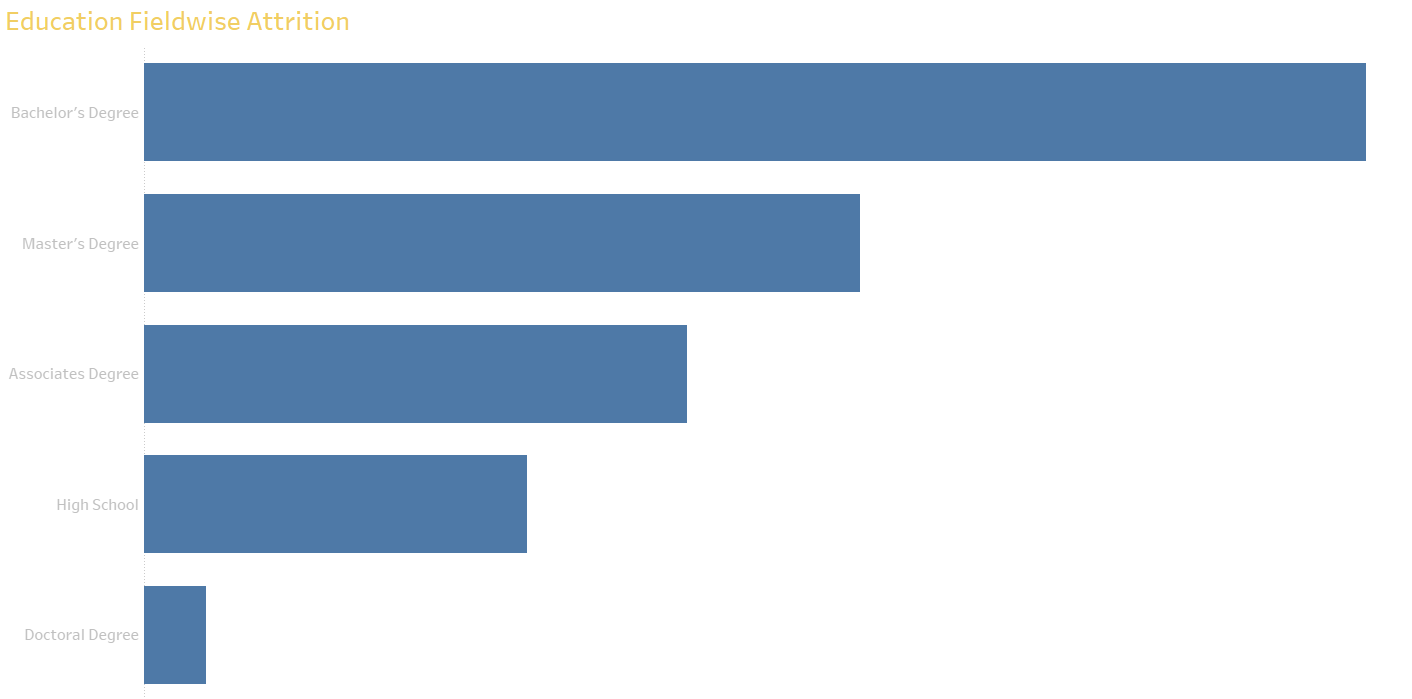 Education Fieldwise Attrition
Bachelor’s Degree
Master’s Degree
Associates Degree
High School
Doctoral Degree